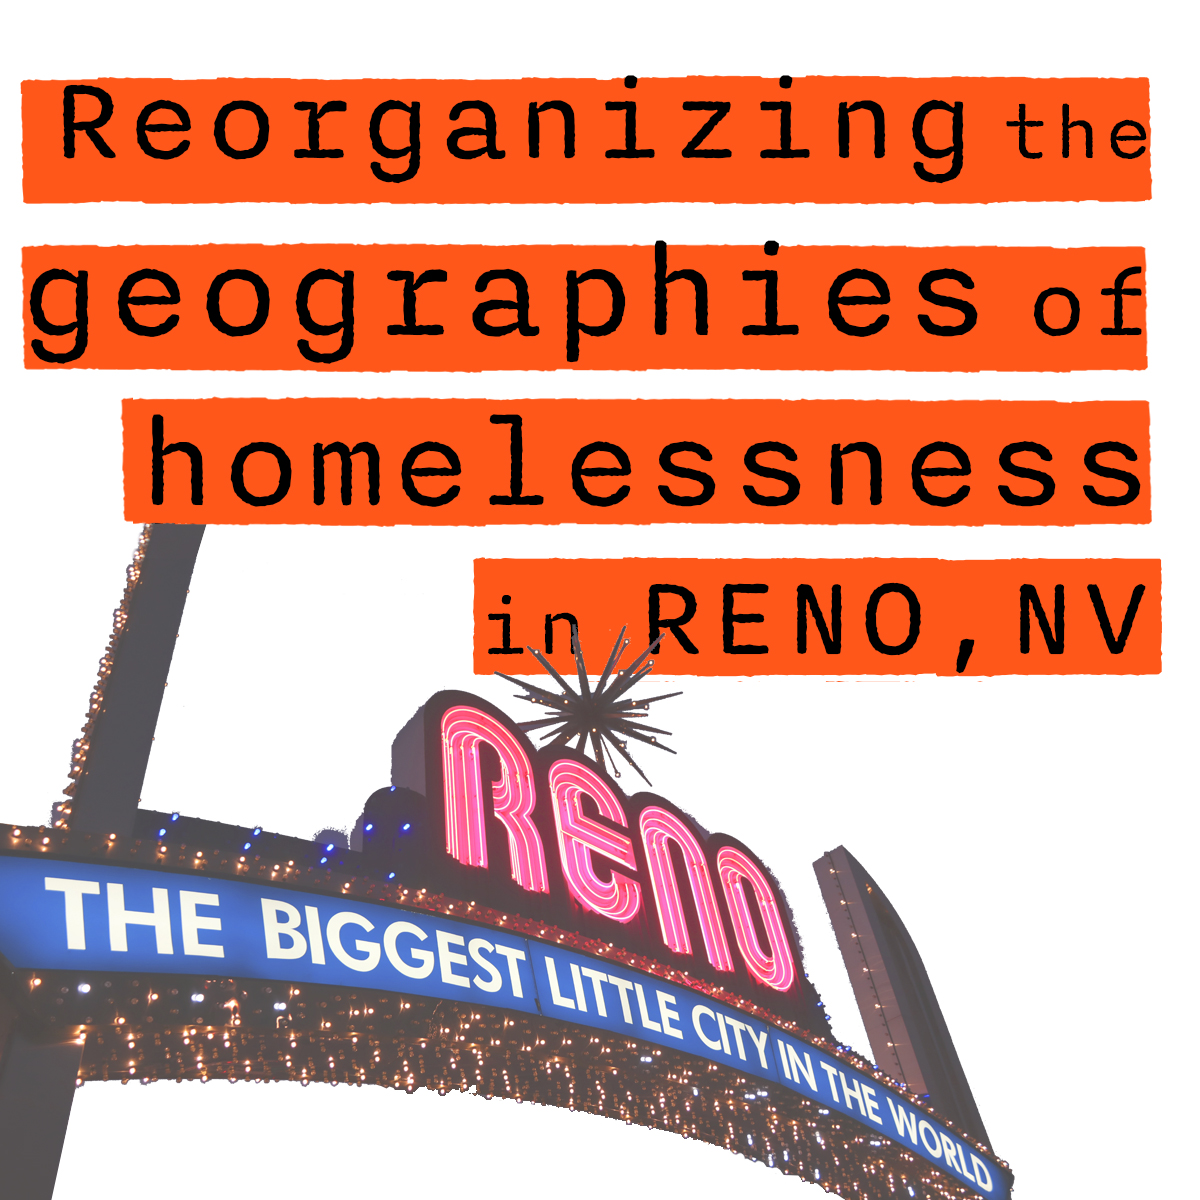 Reorganizing the
geographies of
homelessness
in RENO, NV
RENO
THE BIGGEST LITTLE CITY IN THE WORLD